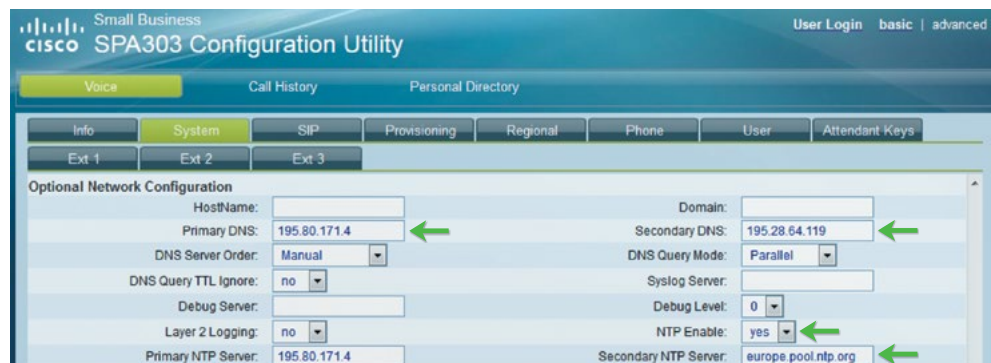 Small Business
User Login basic | advanced
CISCO SPA303 Configuration Utility
Voice Call History Personal Directory
Info System SIP Provisioning Regional Phone User Attendant Keys
Ext 1 Ext 2 Ext 3
Optional Network Configuration
HostName: Domain:
Primary DNS: 195.80.171.4 Secondary DNS: 195.28.64.119
DNS Server Order: Manual DNS Query Mode: Parallel
DNS Query TTL Ignore: no Syslog Server:
Debug Server: Debug Level: 0
Layer 2 Logging: no NTP Enable: yes
Primary NTP Server: 195.80.171.4 Secondary NTP Server: europe.pool.ntp.org